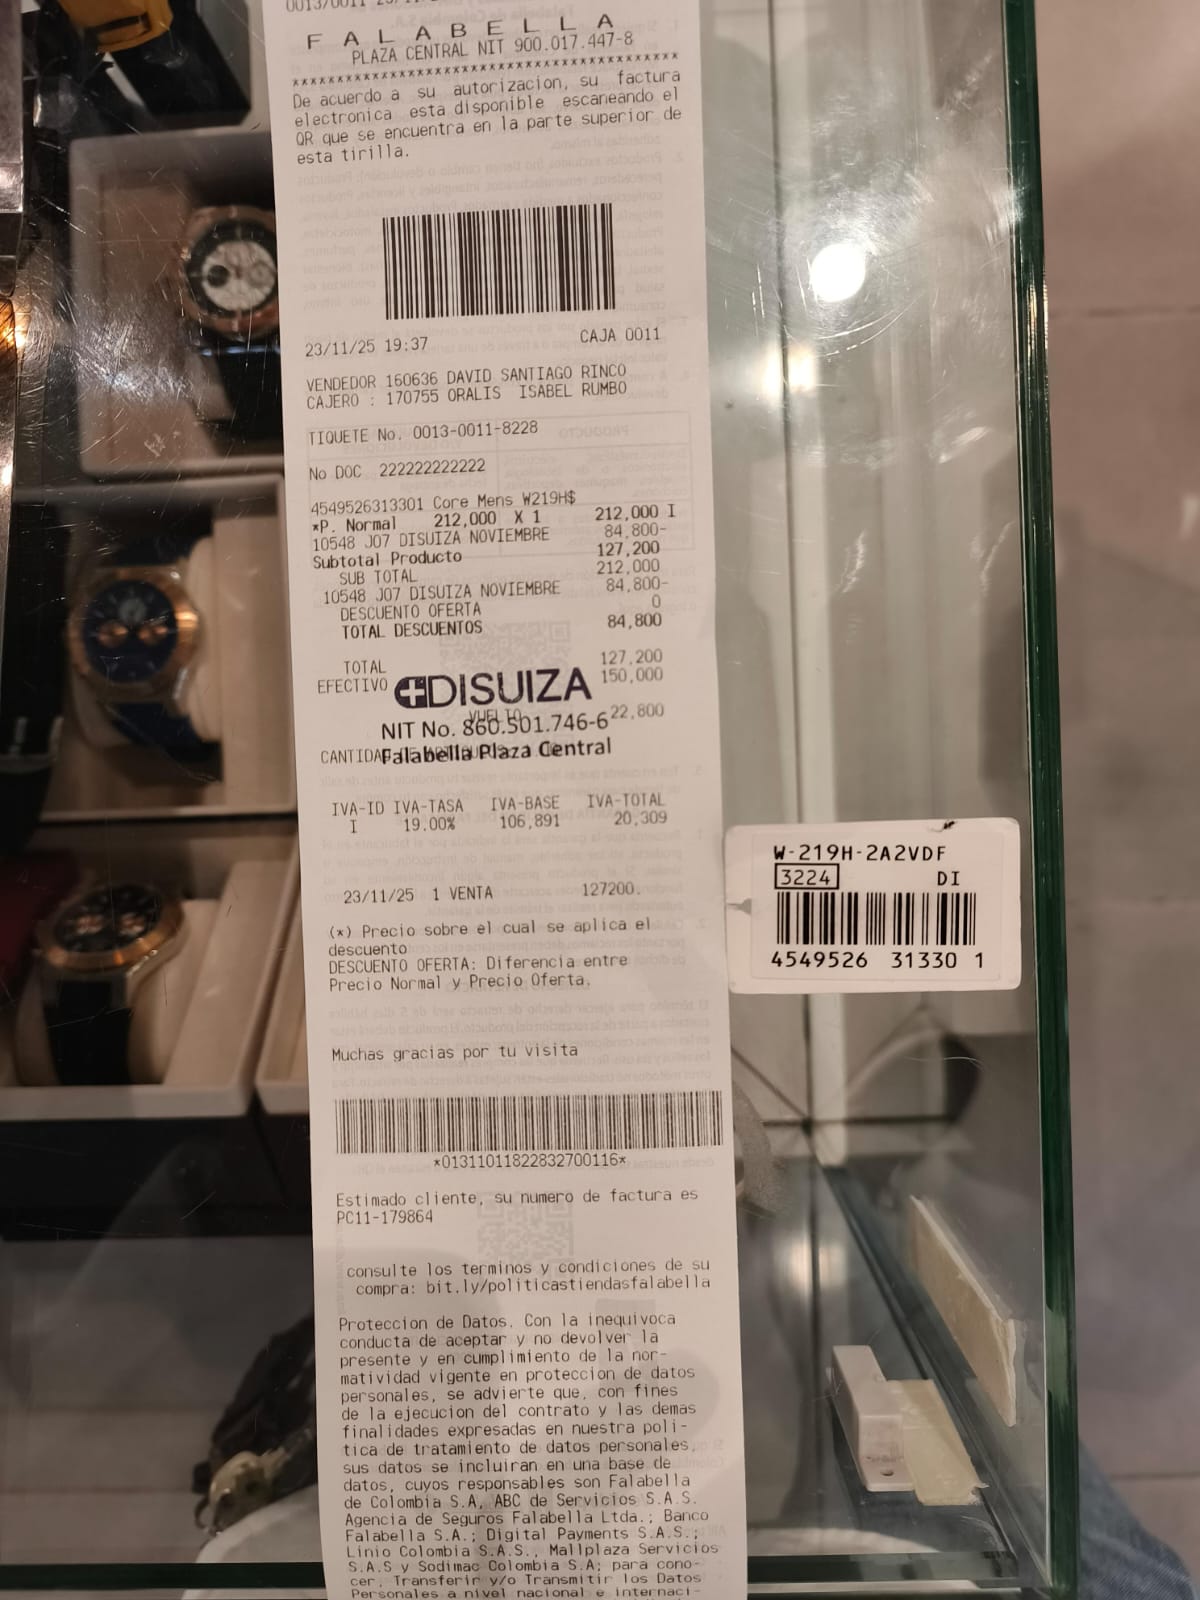 F A L A B E L L A
PLAZA CENTRAL NIT 900.017.447-8
De acuerdo a su autorizacion, su factura
electronica esta disponible escaneando el
QR que se encuentra en la parte superior de
esta tirilla.
23/11/25 19:37 CAJA 0011
VENDEDOR 160636 DAVID SANTIAGO RINCO
CAJERO : 170755 ORALIS ISABEL RUMBO
TIQUETE No. 0013-0011-8228
No DOC 222222222222
4549526313301 Core Mens W219H$
*P. Normal 212,000 X 1 212,000 I
10548 J07 DISUIZA NOVIEMBRE 84,800-
Subtotal Producto 127,200
SUB TOTAL 212,000
10548 J07 DISUIZA NOVIEMBRE 84,800-
DESCUENTO OFERTA 0
TOTAL DESCUENTOS 84,800
TOTAL 127,200
EFECTIVO 150,000
DISUIZA
VUELTO 22,800
NIT No. 860.501.746-6
CANTIDAD DE
Falabella Plaza Central
IVA-ID IVA-TASA IVA-BASE IVA-TOTAL
I 19.00% 106,891 20,309
23/11/25 1 VENTA 127200.
(*) Precio sobre el cual se aplica el
descuento
DESCUENTO OFERTA: Diferencia entre
Precio Normal y Precio Oferta.
Muchas gracias por tu visita
*01311011822832700116*
Estimado cliente, su numero de factura es
PC11-179864
consulte los terminos y condiciones de su
compra: bit.ly/politicastiendasfalabella
Proteccion de Datos. Con la inequivoca
conducta de aceptar y no devolver la
presente y en cumplimiento de la nor-
matividad vigente en proteccion de datos
personales, se advierte que, con fines
de la ejecucion del contrato y las demas
finalidades expresadas en nuestra poli-
tica de tratamiento de datos personales,
sus datos se incluiran en una base de
datos, cuyos responsables son Falabella
de Colombia S.A, ABC de Servicios S.A.S.
Agencia de Seguros Falabella Ltda.; Banco
Falabella S.A.; Digital Payments S.A.S.;
Linio Colombia S.A.S., Mallplaza Servicios
S.A.S y Sodimac Colombia S.A; para cono-
cer, Transferir y/o Transmitir los Datos
Personales a nivel nacional e internaci-
W-219H-2A2VDF
3224 DI
4549526 31330 1